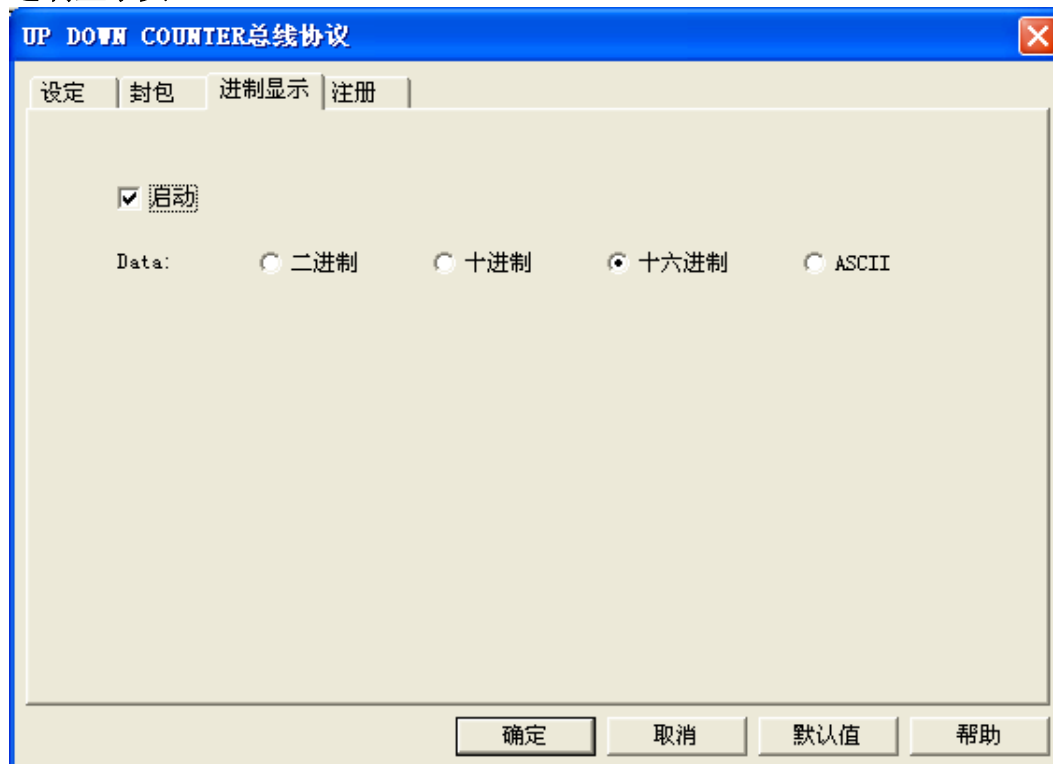 UP DOWN COUNTER总线协议
设定 封包 进制显示 注册
启动
Data: 二进制 十进制 十六进制 ASCII
确定 取消 默认值 帮助